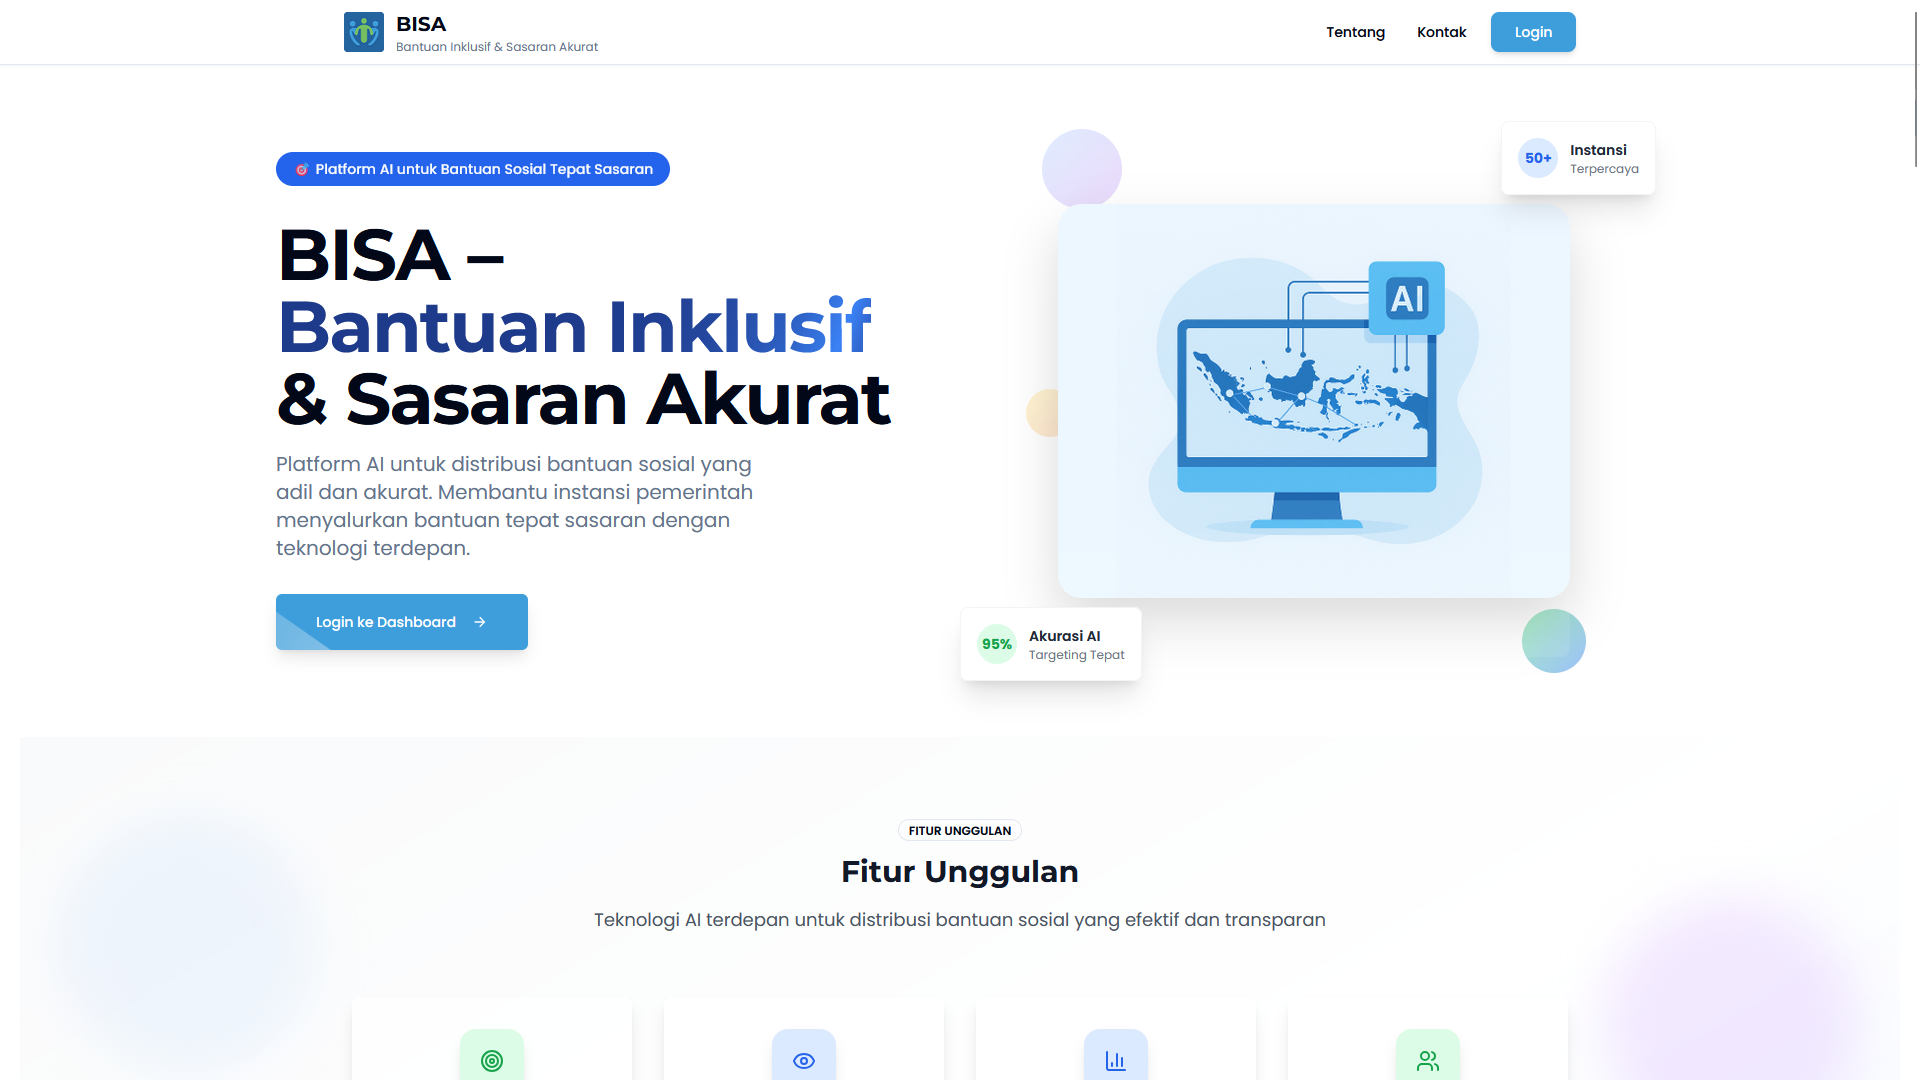 BISA
Bantuan Inklusif & Sasaran Akurat
Tentang
Kontak
Login
🎯 Platform AI untuk Bantuan Sosial Tepat Sasaran
BISA –
Bantuan Inklusif
& Sasaran Akurat
Platform AI untuk distribusi bantuan sosial yang
adil dan akurat. Membantu instansi pemerintah
menyalurkan bantuan tepat sasaran dengan
teknologi terdepan.
Login ke Dashboard →
50+
Instansi
Terpercaya
AI
95%
Akurasi AI
Targeting Tepat
FITUR UNGGULAN
Fitur Unggulan
Teknologi AI terdepan untuk distribusi bantuan sosial yang efektif dan transparan